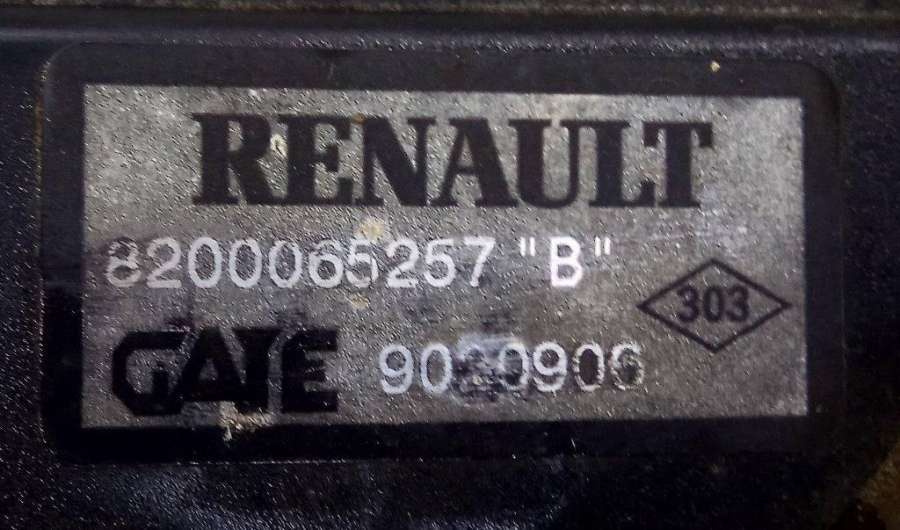 RENAULT
8200065257 "B"
303
GATE